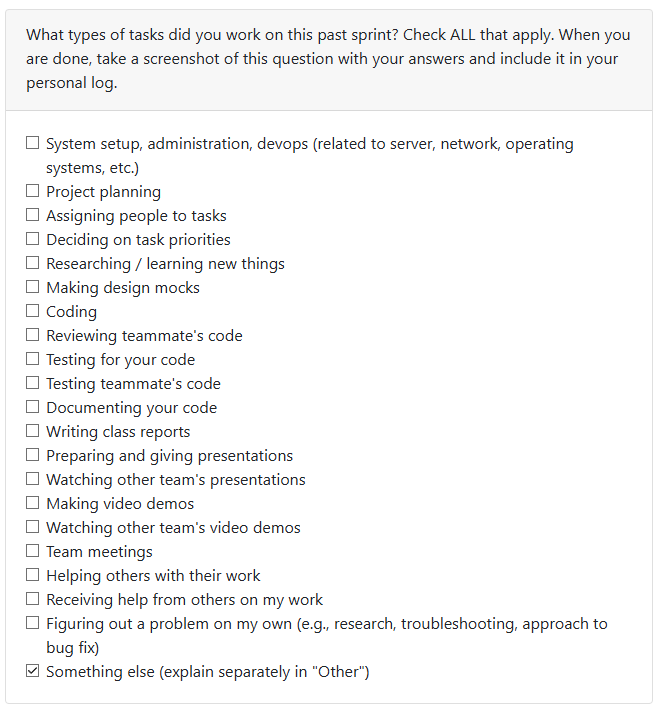 What types of tasks did you work on this past sprint? Check ALL that apply. When you
are done, take a screenshot of this question with your answers and include it in your
personal log.
System setup, administration, devops (related to server, network, operating
systems, etc.)
Project planning
Assigning people to tasks
Deciding on task priorities
Researching / learning new things
Making design mocks
Coding
Reviewing teammate's code
Testing for your code
Testing teammate's code
Documenting your code
Writing class reports
Preparing and giving presentations
Watching other team's presentations
Making video demos
Watching other team's video demos
Team meetings
Helping others with their work
Receiving help from others on my work
Figuring out a problem on my own (e.g., research, troubleshooting, approach to
bug fix)
Something else (explain separately in "Other")